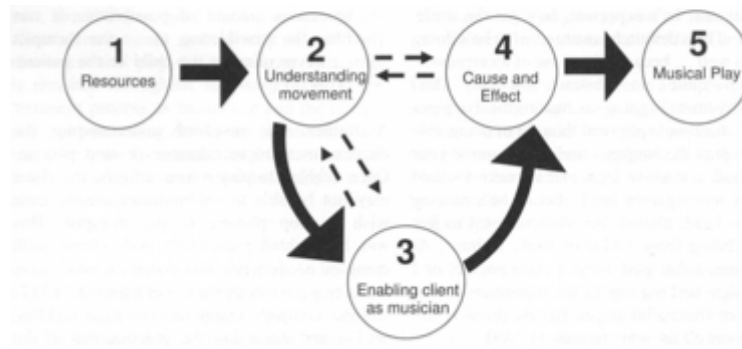 1
Resources
2
Understanding
movement
3
Enabling client
as musician
4
Cause and
Effect
5
Musical Play